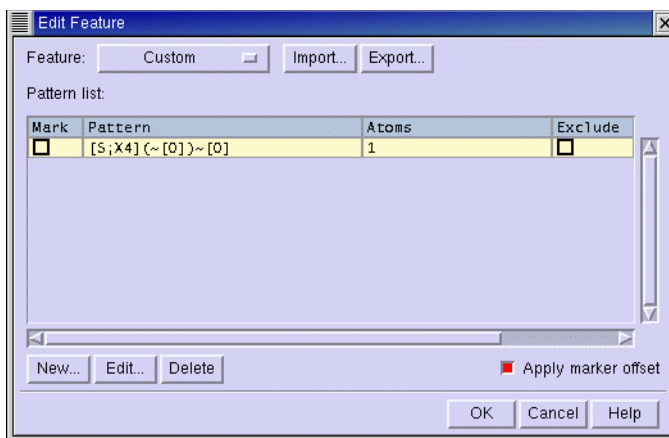 Edit Feature
Feature: Custom Import... Export...
Pattern list:
Mark Pattern Atoms Exclude
[S;X4](~[O])~[O] 1
New... Edit... Delete Apply marker offset
OK Cancel Help